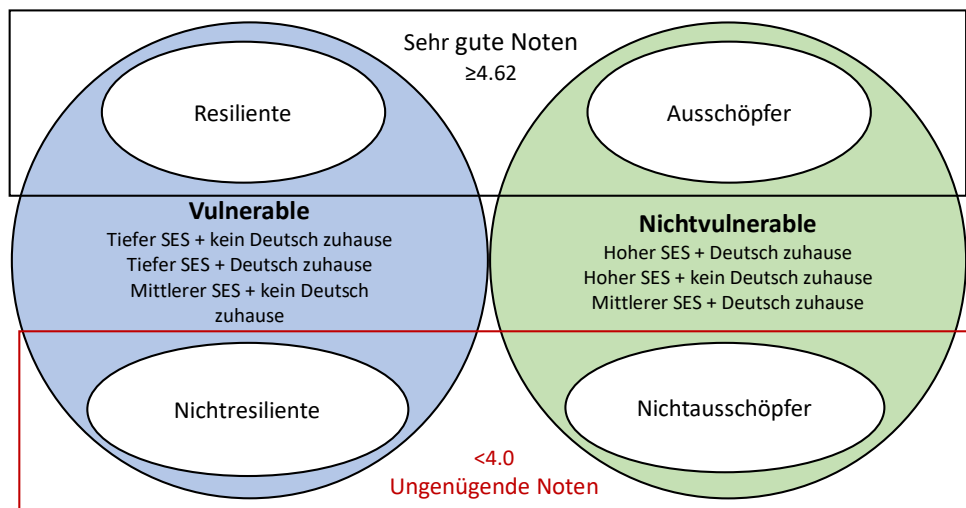 Sehr gute Noten
≥4.62
Resiliente
Ausschöpfer
Vulnerable
Tiefer SES + kein Deutsch zuhause
Tiefer SES + Deutsch zuhause
Mittlerer SES + kein Deutsch
zuhause
Nichtvulnerable
Hoher SES + Deutsch zuhause
Hoher SES + kein Deutsch zuhause
Mittlerer SES + Deutsch zuhause
Nichtresiliente
Nichtausschöpfer
<4.0
Ungenügende Noten